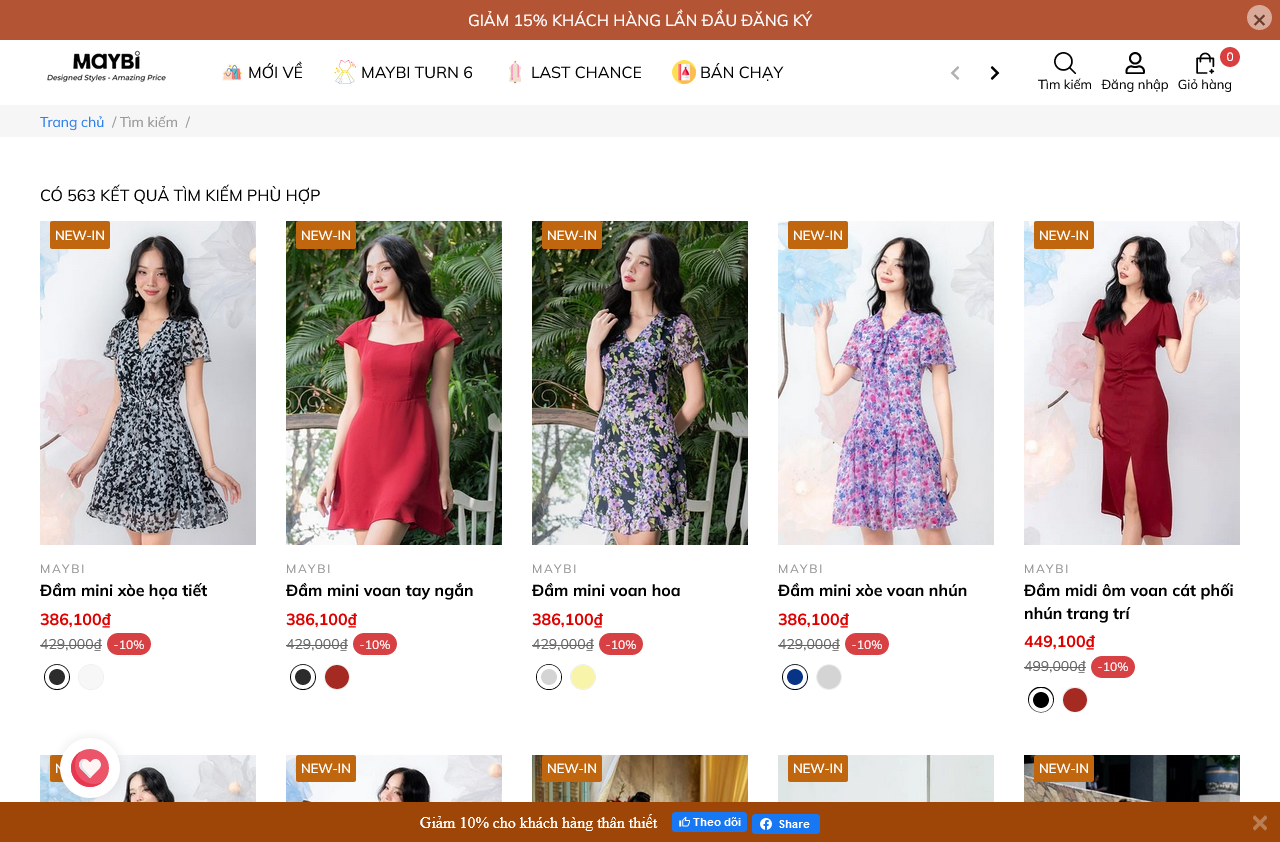 GIẢM 15% KHÁCH HÀNG LẦN ĐẦU ĐĂNG KÝ
MAYBI
Designed Styles - Amazing Price
MỚI VỀ
MAYBI TURN 6
LAST CHANCE
BÁN CHẠY
Tìm kiếm
Đăng nhập
Giỏ hàng
0
Trang chủ / Tìm kiếm /
CÓ 563 KẾT QUẢ TÌM KIẾM PHÙ HỢP
NEW-IN
NEW-IN
NEW-IN
NEW-IN
NEW-IN
MAYBI
Đầm mini xòe họa tiết
386,100₫
429,000₫ -10%
MAYBI
Đầm mini voan tay ngắn
386,100₫
429,000₫ -10%
MAYBI
Đầm mini voan hoa
386,100₫
429,000₫ -10%
MAYBI
Đầm mini xòe voan nhún
386,100₫
429,000₫ -10%
MAYBI
Đầm midi ôm voan cát phối
nhún trang trí
449,100₫
499,000₫ -10%
NEW-IN
NEW-IN
NEW-IN
NEW-IN
Giảm 10% cho khách hàng thân thiết
Theo dõi
Share